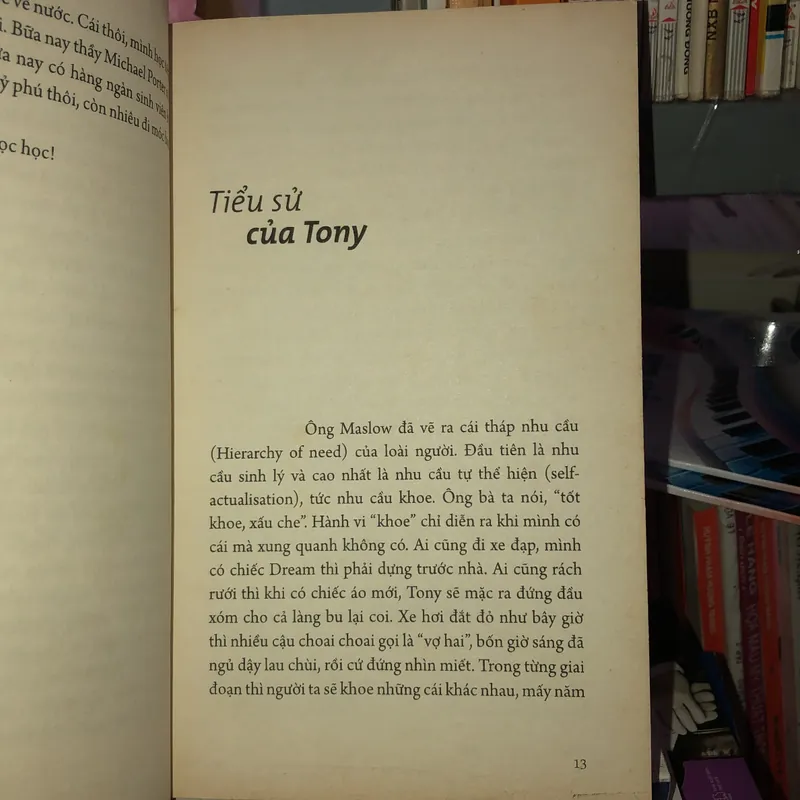 ẽ về nước. Cái thôi, mình học
i. Bữa nay thầy Michael Porter
ữa nay có hàng ngàn sinh viên
ỷ phú thôi, còn nhiều đi móc
ọc học!
Tiểu sử
của Tony
Ông Maslow đã vẽ ra cái tháp nhu cầu
(Hierarchy of need) của loài người. Đầu tiên là nhu
cầu sinh lý và cao nhất là nhu cầu tự thể hiện (self-
actualisation), tức nhu cầu khoe. Ông bà ta nói, “tốt
khoe, xấu che”. Hành vi “khoe” chỉ diễn ra khi mình có
cái mà xung quanh không có. Ai cũng đi xe đạp, mình
có chiếc Dream thì phải dựng trước nhà. Ai cũng rách
rưới thì khi có chiếc áo mới, Tony sẽ mặc ra đứng đầu
xóm cho cả làng bu lại coi. Xe hơi đắt đỏ như bây giờ
thì nhiều cậu choai choai gọi là “vợ hai”, bốn giờ sáng đã
ngủ dậy lau chùi, rồi cứ đứng nhìn miết. Trong từng giai
đoạn thì người ta sẽ khoe những cái khác nhau, mấy năm
13